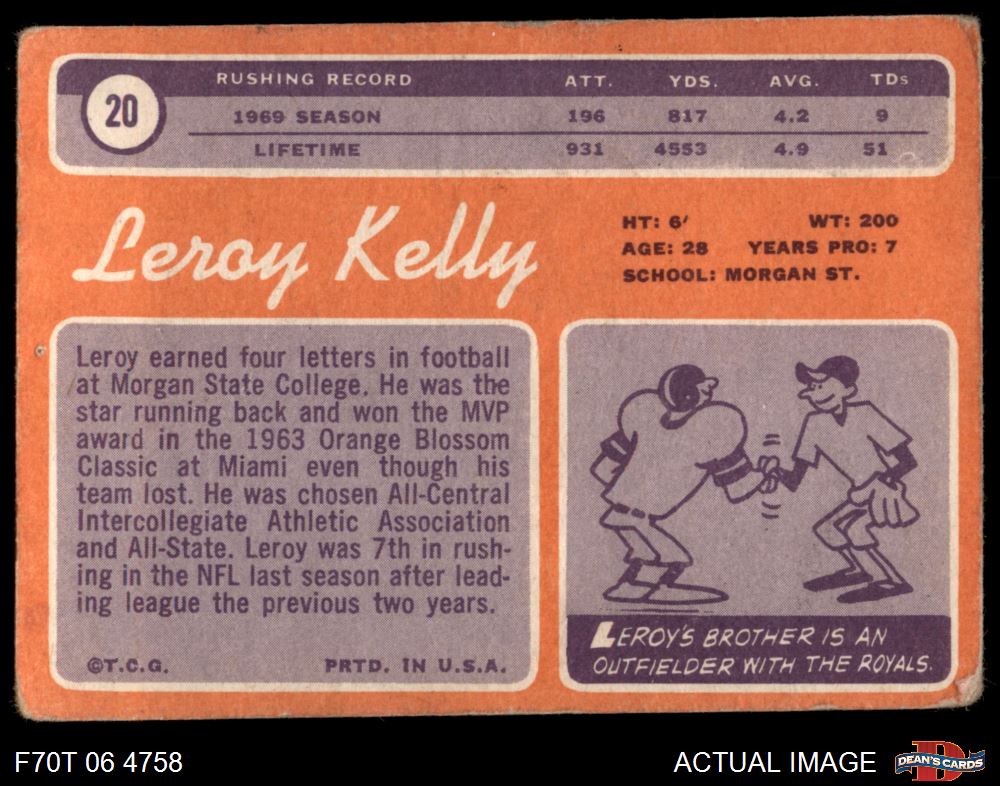 20
RUSHING RECORD ATT. YDS. AVG. TDs
1969 SEASON 196 817 4.2 9
LIFETIME 931 4553 4.9 51
Leroy Kelly
HT: 6' WT: 200
AGE: 28 YEARS PRO: 7
SCHOOL: MORGAN ST.
Leroy earned four letters in football
at Morgan State College. He was the
star running back and won the MVP
award in the 1963 Orange Blossom
Classic at Miami even though his
team lost. He was chosen All-Central
Intercollegiate Athletic Association
and All-State. Leroy was 7th in rush-
ing in the NFL last season after lead-
ing league the previous two years.
©T.C.G. PRTD. IN U.S.A.
LEROY'S BROTHER IS AN
OUTFIELDER WITH THE ROYALS.
F70T 06 4758
ACTUAL IMAGE
D
DEAN'S CARDS